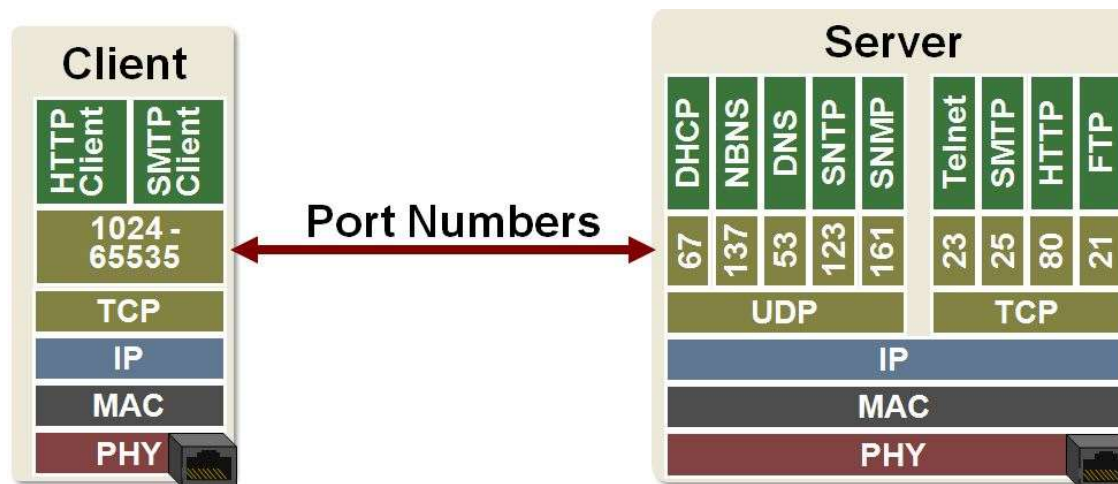 Client
HTTP Client
SMTP Client
1024 -
65535
TCP
IP
MAC
PHY
Port Numbers
Server
DHCP
NBNS
DNS
SNTP
SNMP
Telnet
SMTP
HTTP
FTP
67
137
53
123
161
23
25
80
21
UDP
TCP
IP
MAC
PHY